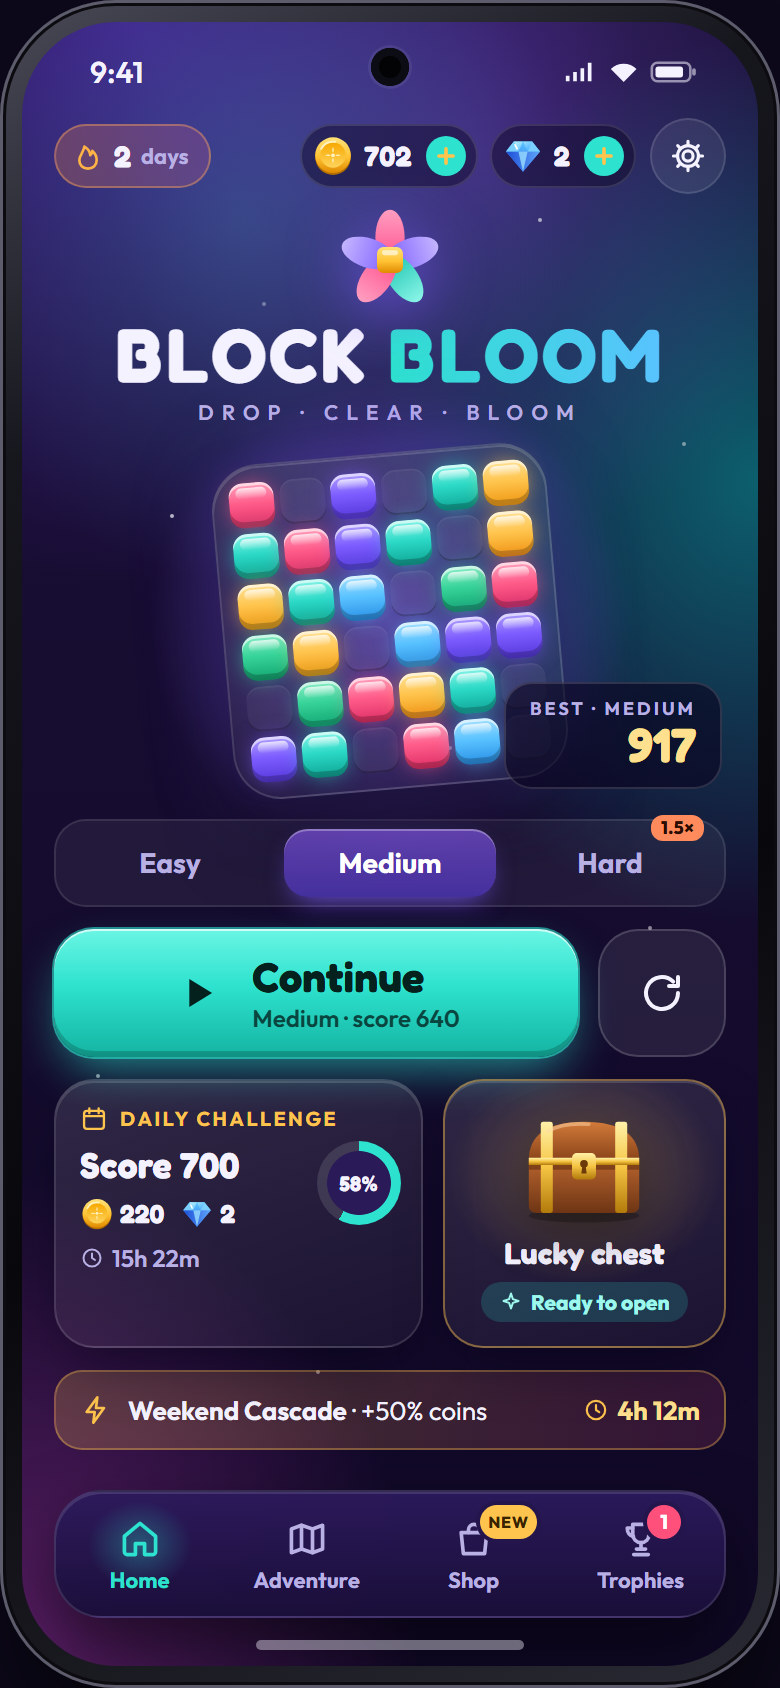 9:41
2 days
702
2
BLOCK BLOOM
DROP · CLEAR · BLOOM
BEST · MEDIUM
917
Easy
Medium
Hard
1.5×
Continue
Medium · score 640
DAILY CHALLENGE
Score 700
220
2
15h 22m
58%
Lucky chest
Ready to open
Weekend Cascade · +50% coins
4h 12m
Home
Adventure
NEW
Shop
1
Trophies